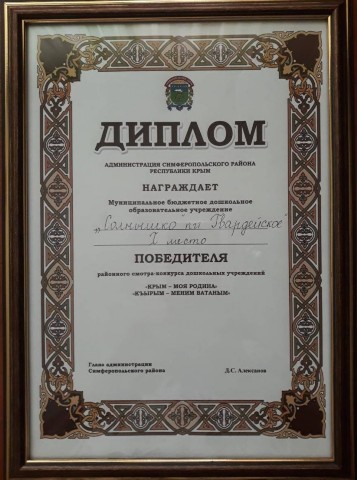 ДИПЛОМ
АДМИНИСТРАЦИЯ СИМФЕРОПОЛЬСКОГО РАЙОНА
РЕСПУБЛИКИ КРЫМ
НАГРАЖДАЕТ
Муниципальное бюджетное дошкольное
образовательное учреждение
„Солнышко пгт Гвардейское"
I место
ПОБЕДИТЕЛЯ
районного смотра-конкурса дошкольных учреждений
«КРЫМ – МОЯ РОДИНА»
«КЪЫРЫМ – МЕНИМ ВАТАНЫМ»
Глава администрации
Симферопольского района
Д.С. Алексанов